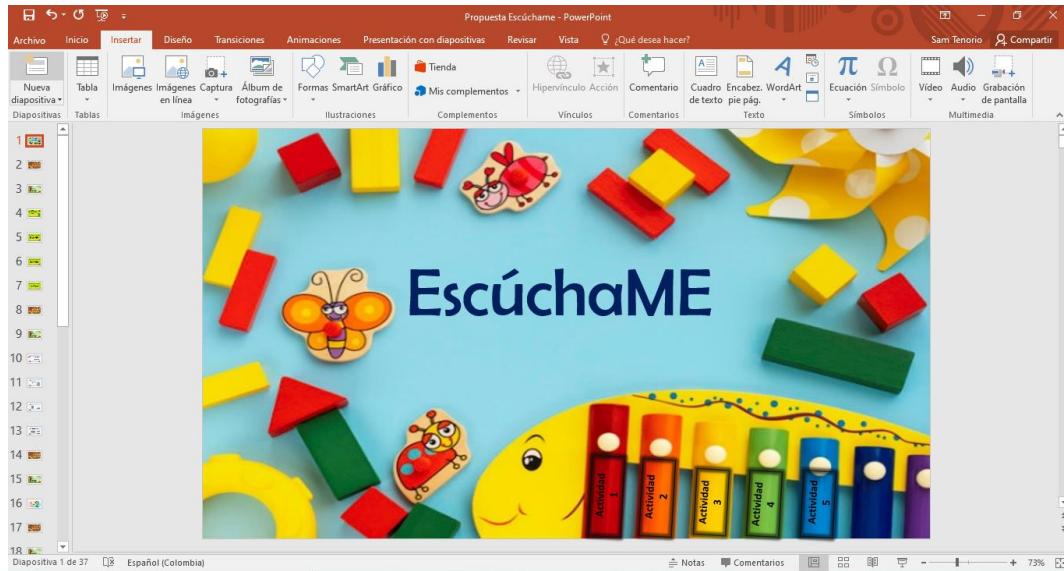 Propuesta Escúchame - PowerPoint
Archivo Inicio Insertar Diseño Transiciones Animaciones Presentación con diapositivas Revisar Vista ¿Qué desea hacer? Sam Tenorio Compartir
Nueva diapositiva
Tabla
Imágenes
Imágenes en línea
Captura
Álbum de fotografías
Formas
SmartArt
Gráfico
Tienda
Mis complementos
Hipervínculo
Acción
Comentario
Cuadro de texto
Encabez. pie pág.
WordArt
Ecuación
Símbolo
Vídeo
Audio
Grabación de pantalla
Diapositivas Tablas Imágenes Ilustraciones Complementos Vínculos Comentarios Texto Símbolos Multimedia
1
2
3
4
5
6
7
8
9
10
11
12
13
14
15
16
17
18
EscúchaME
Actividad 1
Actividad 2
Actividad 3
Actividad 4
Actividad 5
Diapositiva 1 de 37 Español (Colombia) Notas Comentarios 73%